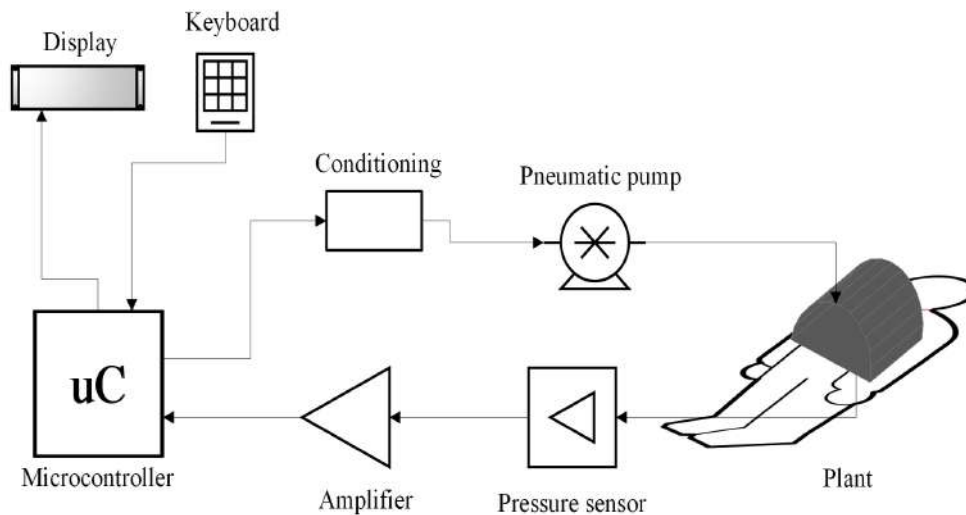 Keyboard
Display
Conditioning
Pneumatic pump
uC
Microcontroller
Amplifier
Pressure sensor
Plant